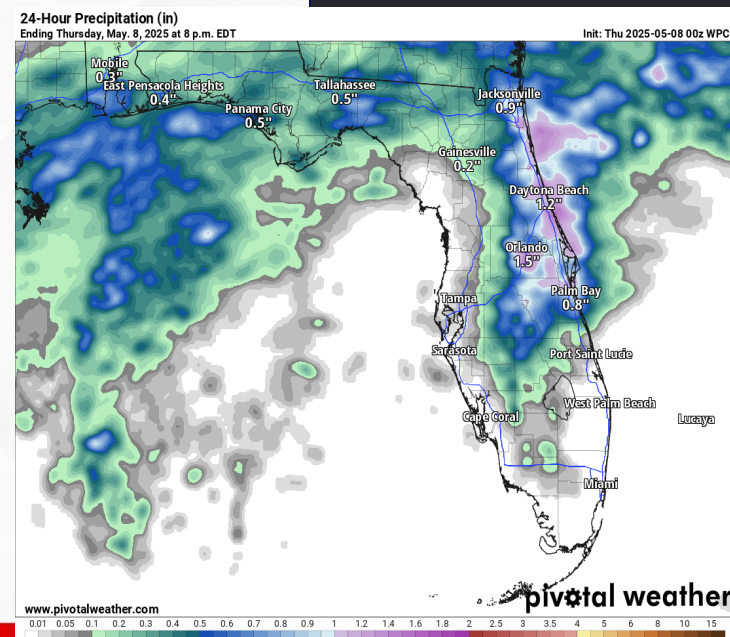 24-Hour Precipitation (in)
Ending Thursday, May. 8, 2025 at 8 p.m. EDT
Init: Thu 2025-05-08 00z WPC
Mobile
0.3"
East Pensacola Heights
0.4"
Panama City
0.5"
Tallahassee
0.5"
Jacksonville
0.9"
Gainesville
0.2"
Daytona Beach
1.2"
Orlando
1.5"
Palm Bay
0.8"
Tampa
Sarasota
Port Saint Lucie
West Palm Beach
Cape Coral
Lucaya
Miami
pivotal weather
www.pivotalweather.com
0.01 0.05 0.1 0.2 0.3 0.4 0.5 0.6 0.7 0.8 0.9 1 1.2 1.4 1.6 1.8 2 2.5 3 3.5 4 5 6 8 10 15